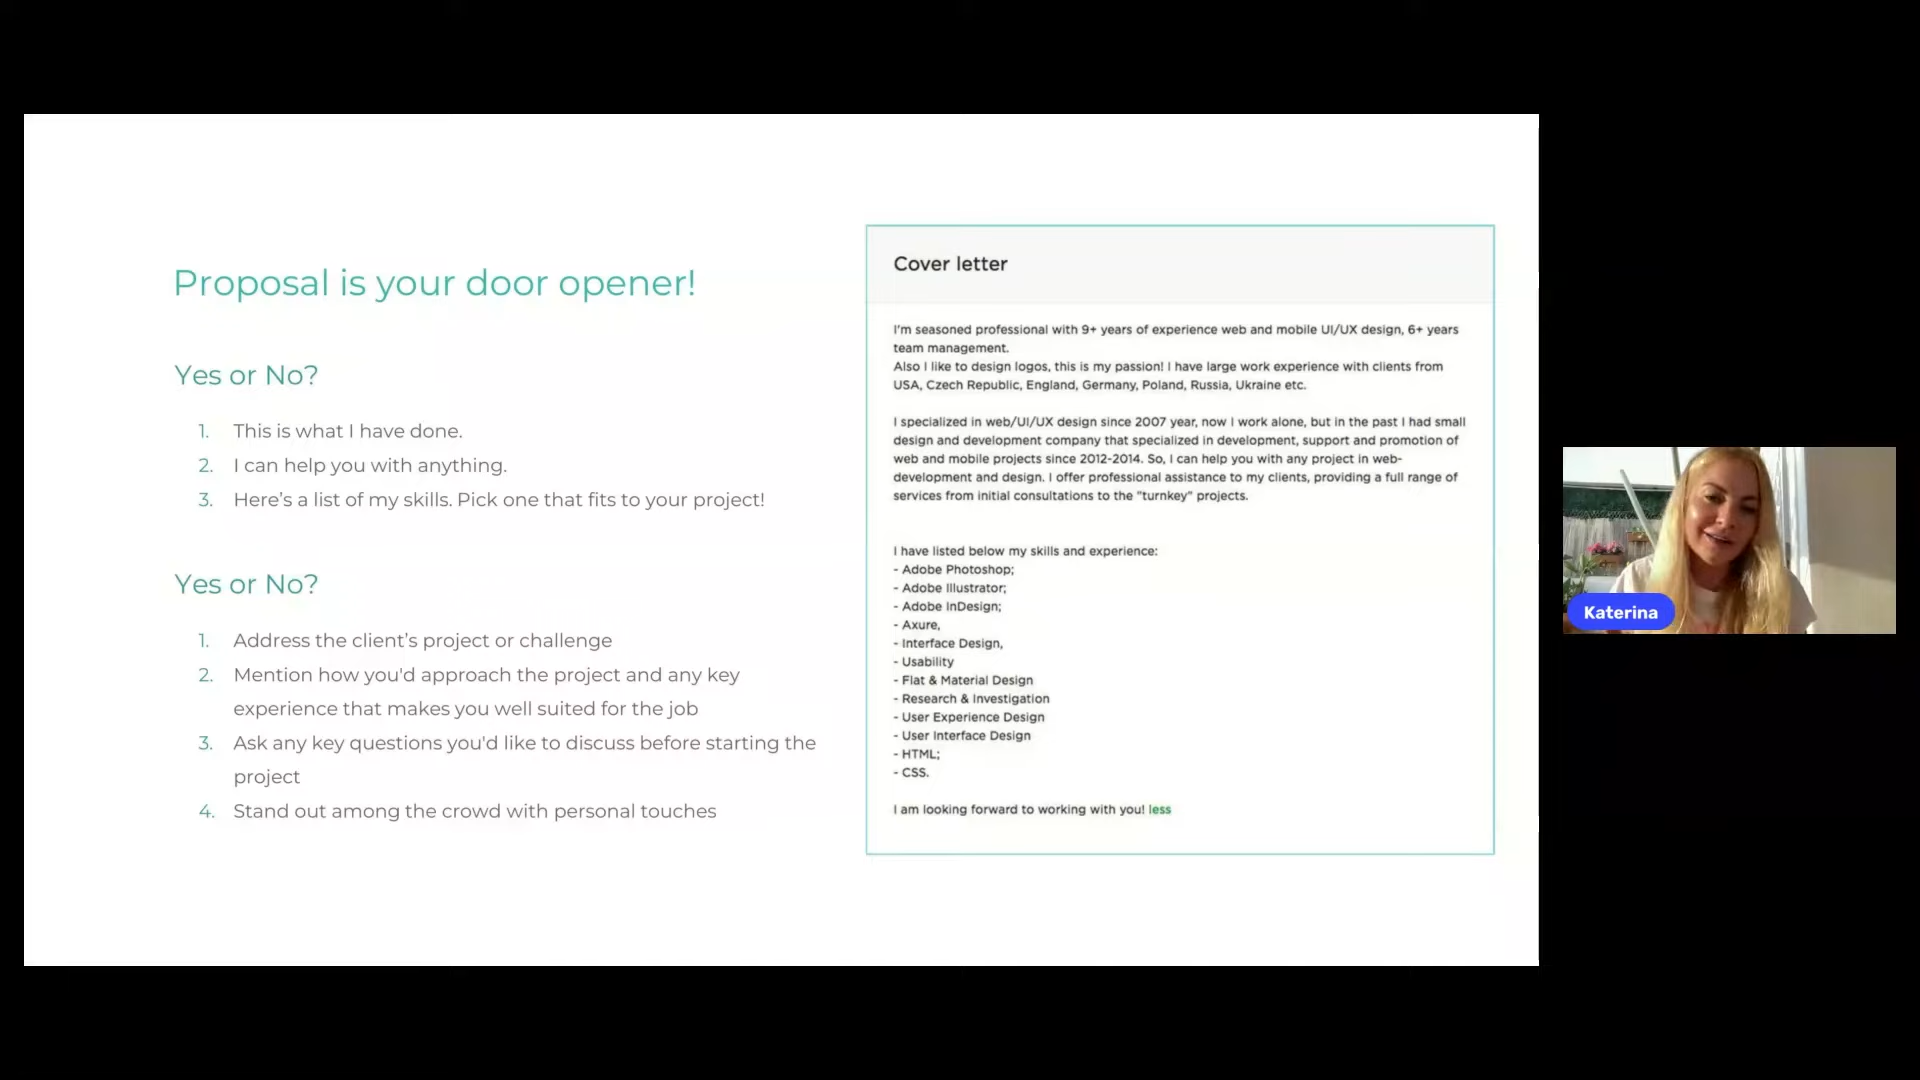 Proposal is your door opener!
Yes or No?
1. This is what I have done.
2. I can help you with anything.
3. Here's a list of my skills. Pick one that fits to your project!
Yes or No?
1. Address the client's project or challenge
2. Mention how you'd approach the project and any key
experience that makes you well suited for the job
3. Ask any key questions you'd like to discuss before starting the
project
4. Stand out among the crowd with personal touches
Cover letter
I'm seasoned professional with 9+ years of experience web and mobile UI/UX design, 6+ years
team management.
Also I like to design logos, this is my passion! I have large work experience with clients from
USA, Czech Republic, England, Germany, Poland, Russia, Ukraine etc.
I specialized in web/UI/UX design since 2007 year, now I work alone, but in the past I had small
design and development company that specialized in development, support and promotion of
web and mobile projects since 2012-2014. So, I can help you with any project in web-
development and design. I offer professional assistance to my clients, providing a full range of
services from initial consultations to the "turnkey" projects.
I have listed below my skills and experience:
- Adobe Photoshop;
- Adobe Illustrator;
- Adobe InDesign;
- Axure,
- Interface Design,
- Usability
- Flat & Material Design
- Research & Investigation
- User Experience Design
- User Interface Design
- HTML;
- CSS.
I am looking forward to working with you! less
Katerina